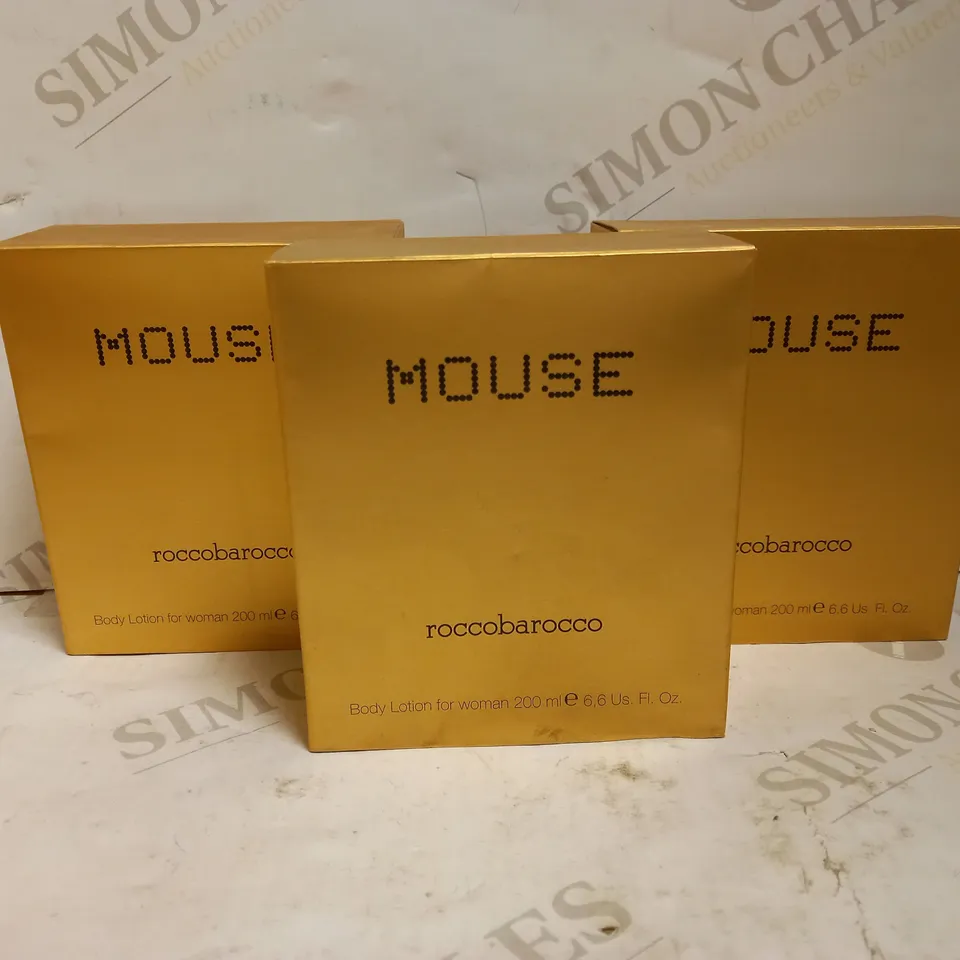 SIMON
Auctione
SIMON CHA
Auctioneers & Valuer
MOUS
roccobarocco
Body Lotion for woman 200 ml e 6
MOUSE
roccobarocco
Body Lotion for woman 200 ml e 6,6 Us. Fl. Oz.
OUSE
ccobarocco
woman 200 ml e 6,6 Us. Fl. Oz.
SIMON C
SIMON
ES